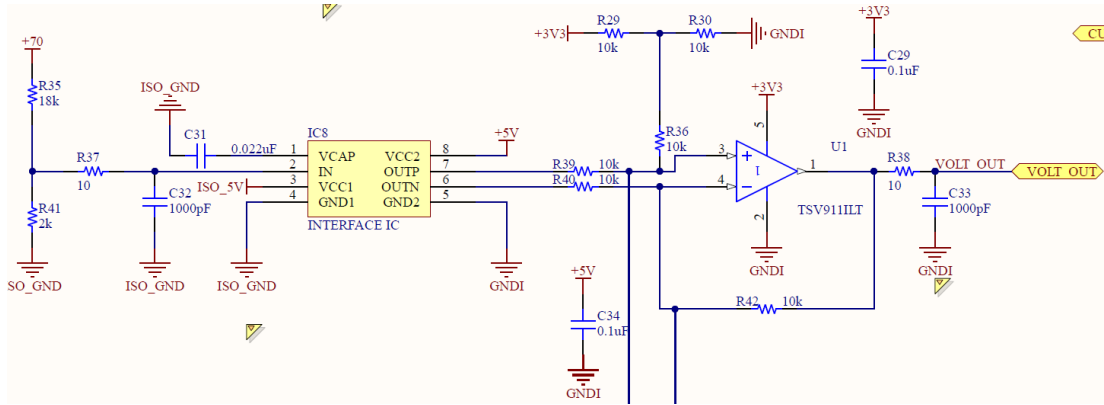 +70
R35
18k
R37
10
R41
2k
SO_GND
ISO_GND
C31
0.022uF
C32
1000pF
ISO_GND
ISO_5V
ISO_GND
IC8
1 VCAP VCC2 8
2 IN OUTP 7
3 VCC1 OUTN 6
4 GND1 GND2 5
INTERFACE IC
+5V
GNDI
R39 10k
R40 10k
+3V3
R29
10k
R30
10k
GNDI
R36
10k
+3V3
5
3
4
+
1
2
U1
TSV911ILT
GNDI
+3V3
C29
0.1uF
GNDI
R38
10
VOLT_OUT
VOLT_OUT
C33
1000pF
GNDI
R42 10k
+5V
C34
0.1uF
GNDI
CU